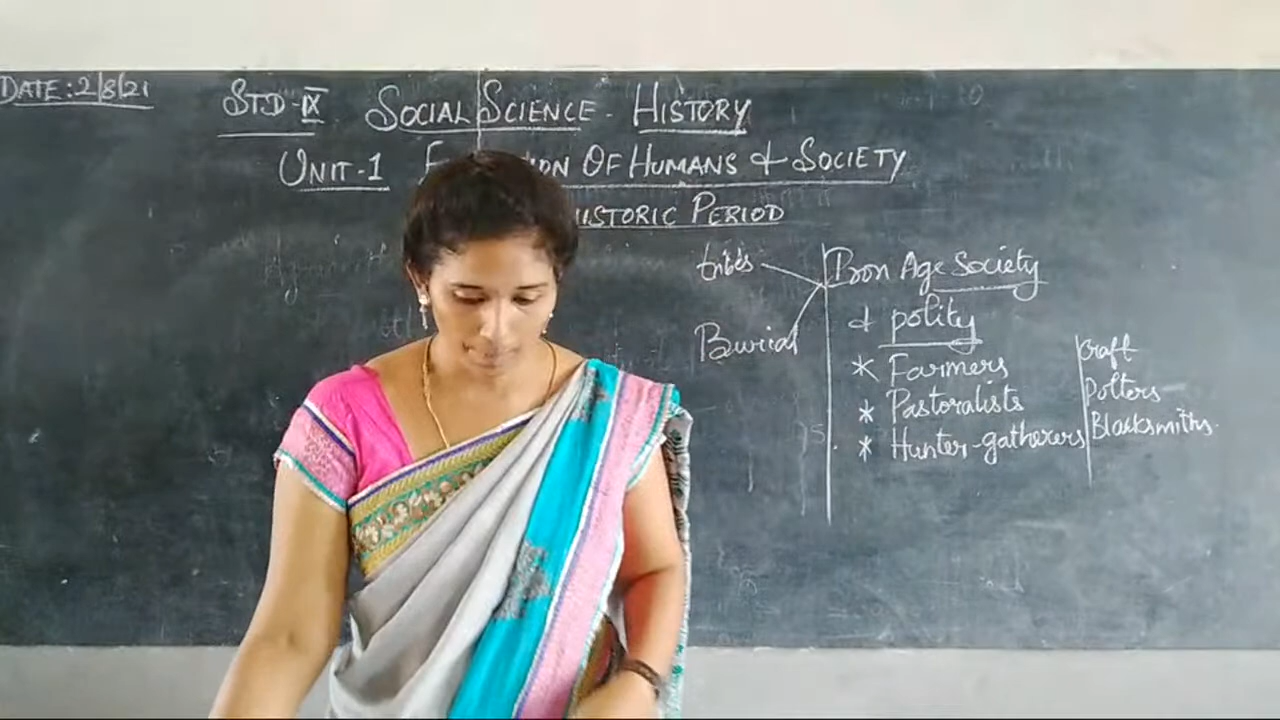 DATE: 2/8/21
STD-IX SOCIAL SCIENCE - HISTORY
UNIT-1 OF HUMANS & SOCIETY
PERIOD
tribes
Iron Age Society
& polity
Burial
* Farmers
* Pastoralists
* Hunter-gatherers
Craft
Potters
Blacksmiths.